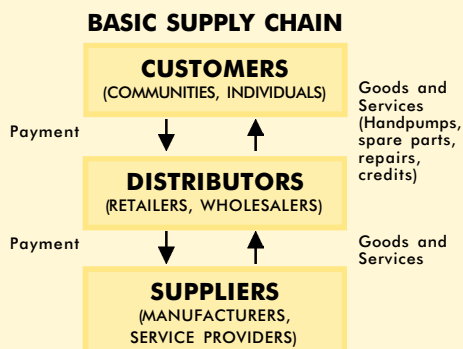 BASIC SUPPLY CHAIN
CUSTOMERS
(COMMUNITIES, INDIVIDUALS)
Payment
Goods and
Services
(Handpumps,
spare parts,
repairs,
credits)
DISTRIBUTORS
(RETAILERS, WHOLESALERS)
Payment
Goods and
Services
SUPPLIERS
(MANUFACTURERS,
SERVICE PROVIDERS)